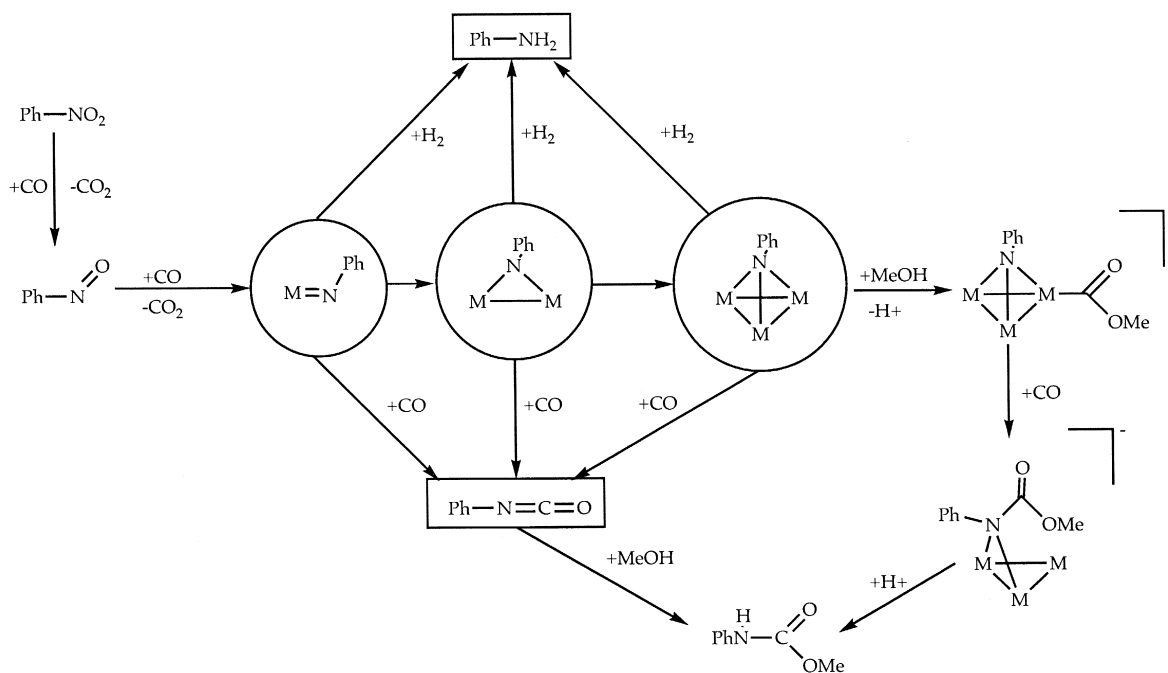 Ph—NH2
Ph—NO2
+H2
+H2
+H2
+CO
-CO2
Ph
N
O
+CO
-CO2
M=N
Ph
Ph
N
M
M
Ph
N
M
M
M
+MeOH
-H+
Ph
N
M
M
M
O
OMe
+CO
+CO
+CO
+CO
-
Ph—N=C=O
Ph
N
O
OMe
M
M
M
+MeOH
+H+
H
PhN—C
O
OMe